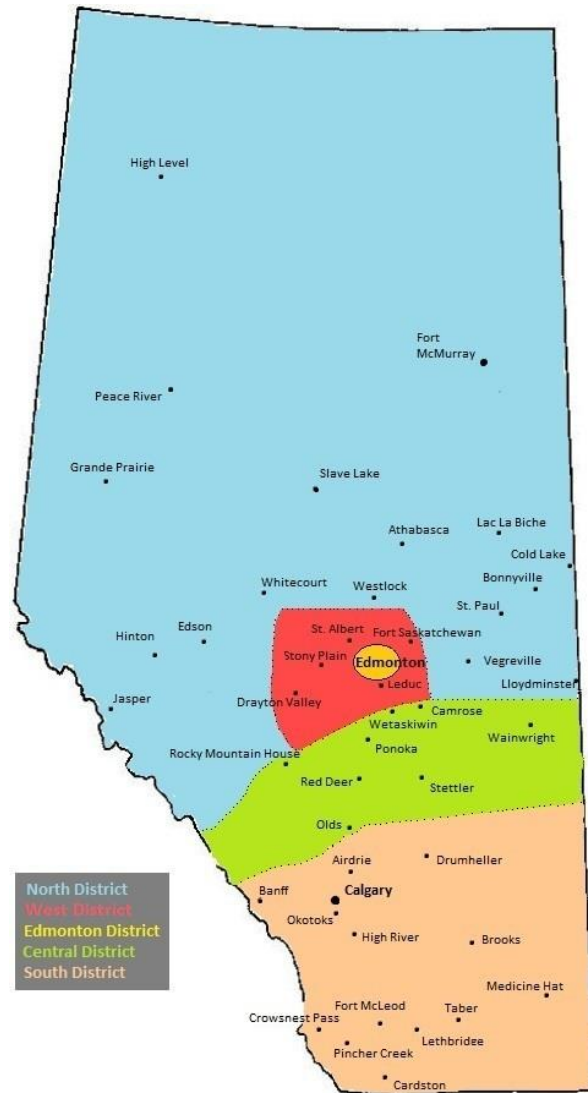 High Level
Fort
McMurray
Peace River
Grande Prairie
Slave Lake
Lac La Biche
Athabasca
Cold Lake
Bonnyville
Whitecourt
Westlock
St. Paul
Edson
St. Albert
Fort Saskatchewan
Hinton
Stony Plain
Edmonton
Vegreville
Leduc
Lloydminster
Jasper
Drayton Valley
Camrose
Wetaskiwin
Wainwright
Ponoka
Rocky Mountain House
Red Deer
Stettler
Olds
Airdrie
Drumheller
Banff
Calgary
Okotoks
High River
Brooks
Medicine Hat
Fort McLeod
Taber
Crowsnest Pass
Lethbridge
Pincher Creek
Cardston
North District
West District
Edmonton District
Central District
South District